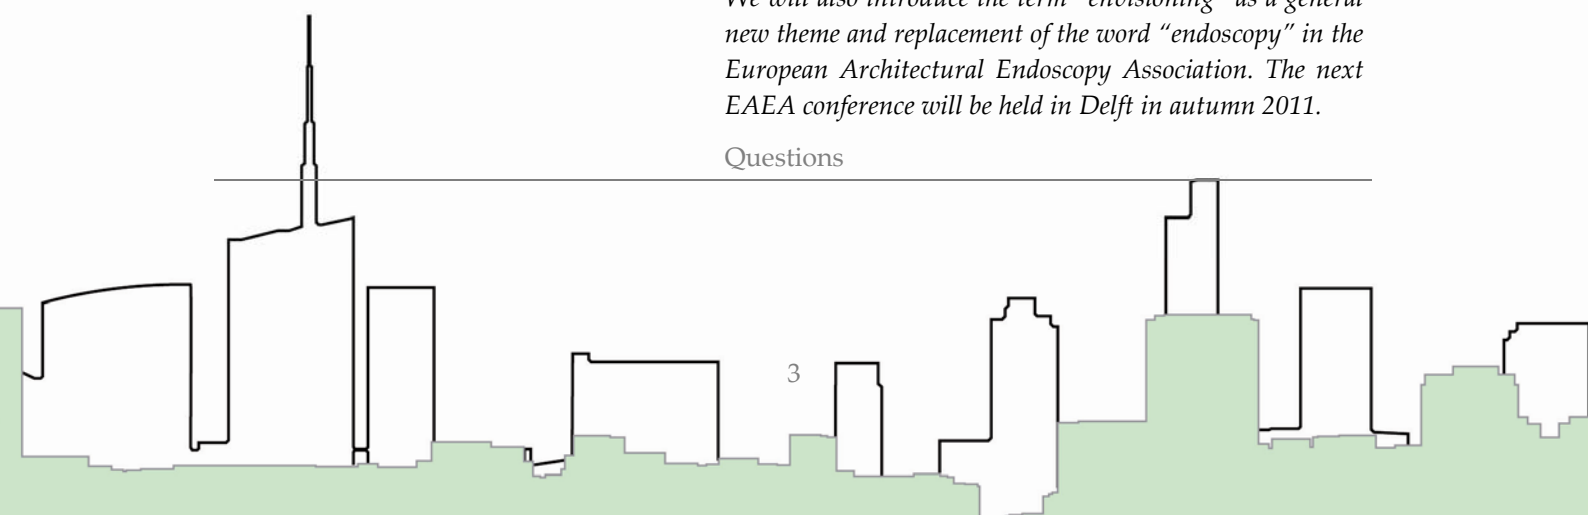 We will also introduce the term “envisioning” as a general
new theme and replacement of the word “endoscopy” in the
European Architectural Endoscopy Association. The next
EAEA conference will be held in Delft in autumn 2011.
Questions
3